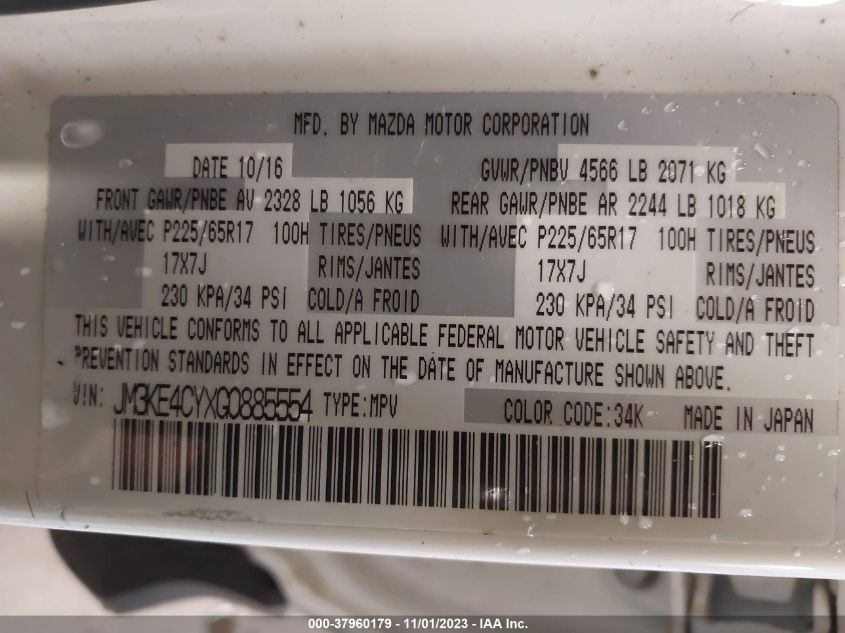 MFD. BY MAZDA MOTOR CORPORATION
DATE 10/16 GVWR/PNBV 4566 LB 2071 KG
FRONT GAWR/PNBE AV 2328 LB 1056 KG REAR GAWR/PNBE AR 2244 LB 1018 KG
WITH/AVEC P225/65R17 100H TIRES/PNEUS WITH/AVEC P225/65R17 100H TIRES/PNEUS
17X7J RIMS/JANTES 17X7J RIMS/JANTES
230 KPA/34 PSI COLD/A FROID 230 KPA/34 PSI COLD/A FROID
THIS VEHICLE CONFORMS TO ALL APPLICABLE FEDERAL MOTOR VEHICLE SAFETY AND THEFT
PREVENTION STANDARDS IN EFFECT ON THE DATE OF MANUFACTURE SHOWN ABOVE.
VIN: JM3KE4CYXG0885554 TYPE:MPV COLOR CODE:34K MADE IN JAPAN
000-37960179 - 11/01/2023 - IAA Inc.